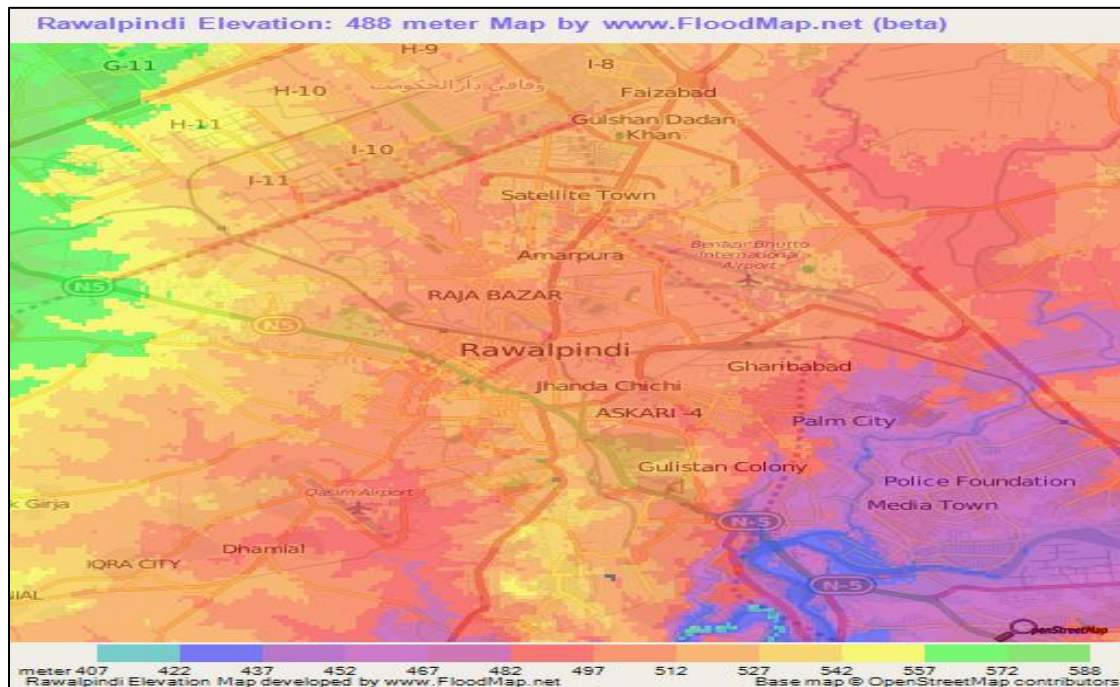 Rawalpindi Elevation: 488 meter Map by www.FloodMap.net (beta)
H-9
G-11
I-8
H-10
وفاقی دارالحکومت
Faizabad
H-11
Gulshan Dadan
Khan
I-10
I-11
Satellite Town
Amarpura
Benazir Bhutto
International
Airport
N5
RAJA BAZAR
N5
Rawalpindi
Gharibabad
Jhanda Chichi
ASKARI -4
Palm City
Gulistan Colony
Police Foundation
Qasim Airport
k Girja
Media Town
N-5
Dhamial
IQRA CITY
N-5
NIAL
OpenStreetMap
meter 407 422 437 452 467 482 497 512 527 542 557 572 588
Rawalpindi Elevation Map developed by www.FloodMap.net
Base map © OpenStreetMap contributors